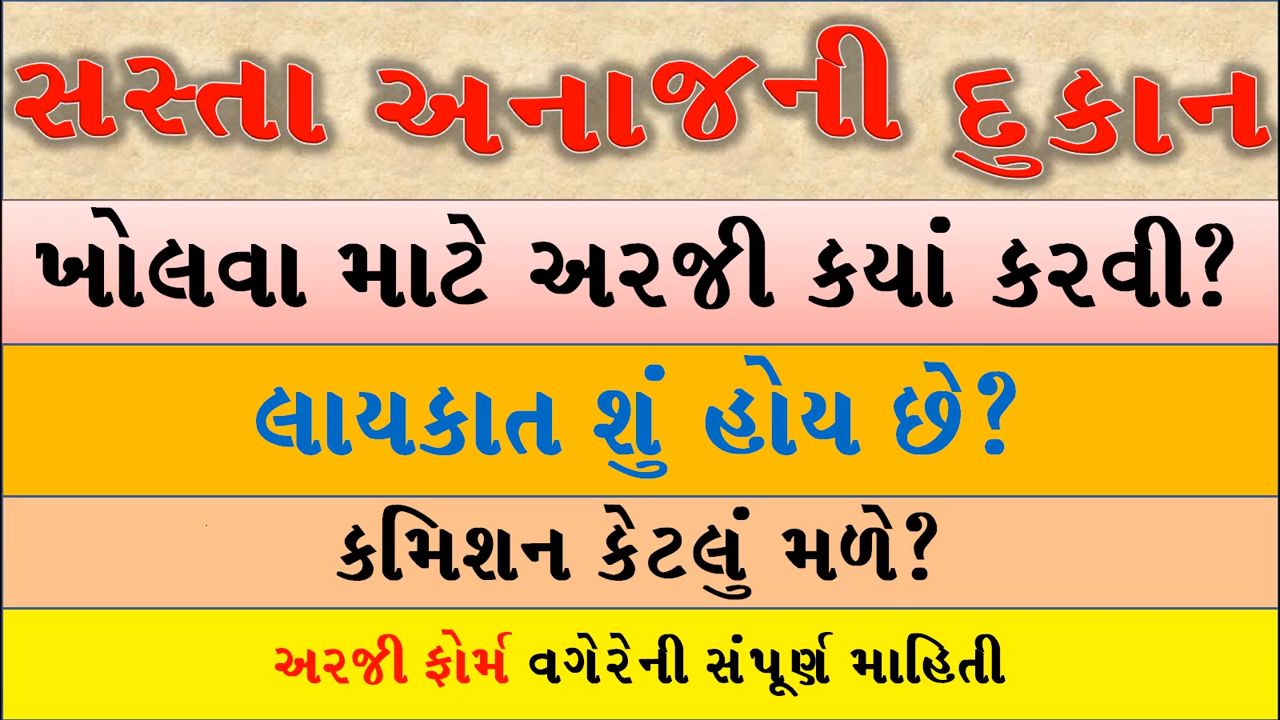 સસ્તા અનાજની દુકાન
ખોલવા માટે અરજી કયાં કરવી?
લાયકાત શું હોય છે?
કમિશન કેટલું મળે?
અરજી ફોર્મ વગેરેની સંપૂર્ણ માહિતી